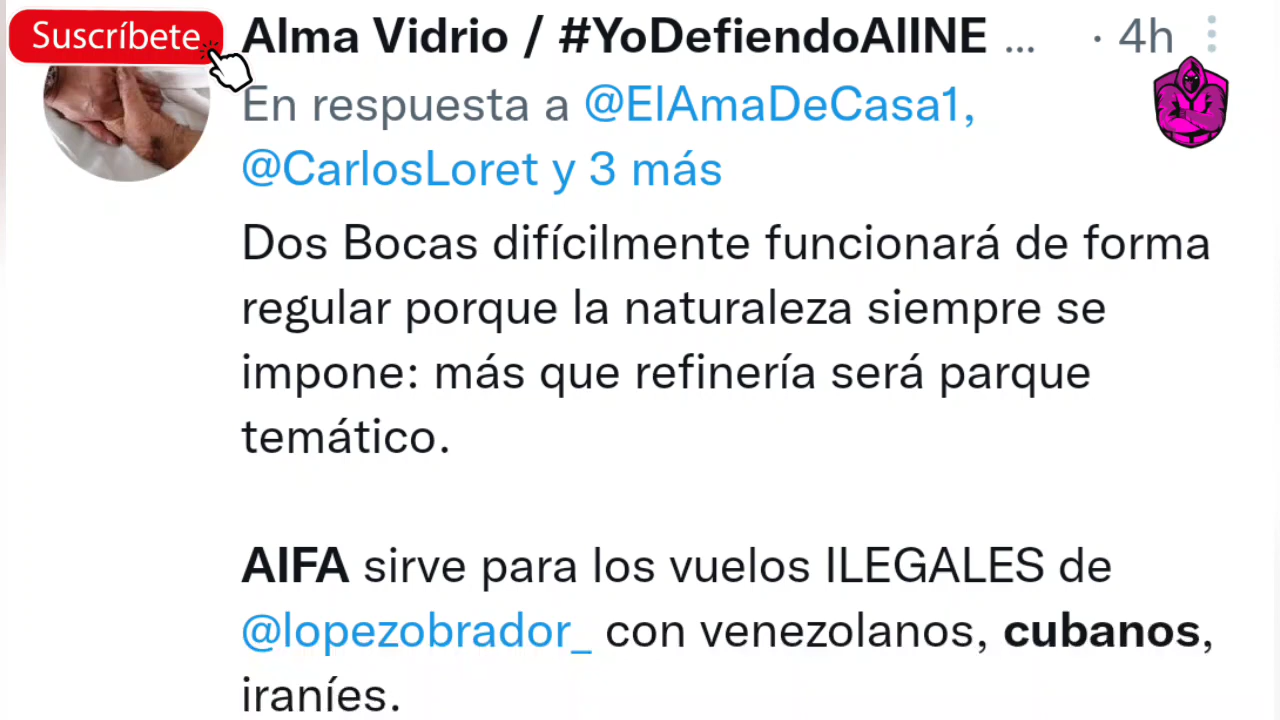 Suscríbete
Alma Vidrio / #YoDefiendoAlINE ... · 4h
En respuesta a @ElAmaDeCasa1,
@CarlosLoret y 3 más
Dos Bocas difícilmente funcionará de forma
regular porque la naturaleza siempre se
impone: más que refinería será parque
temático.
AIFA sirve para los vuelos ILEGALES de
@lopezobrador_ con venezolanos, cubanos,
iraníes.